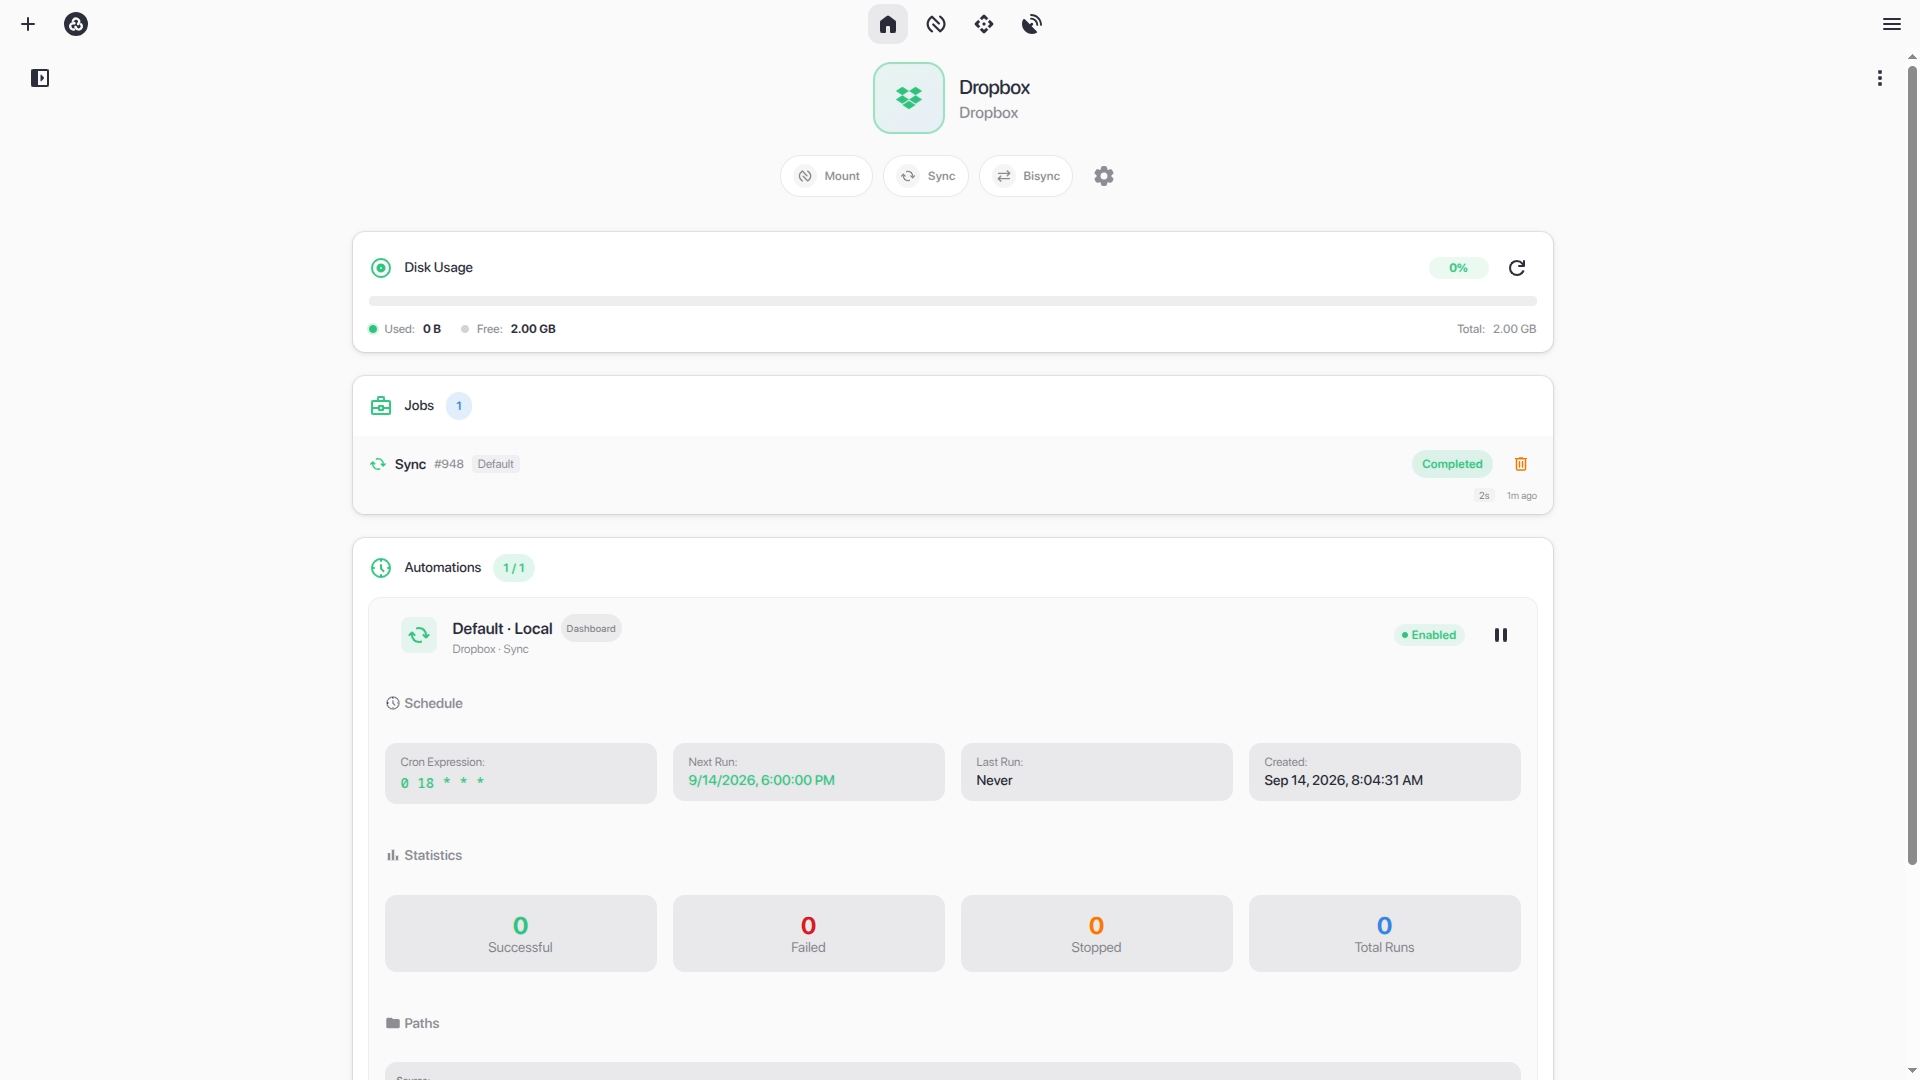 Dropbox
Dropbox
Mount
Sync
Bisync
Disk Usage
0%
Used: 0 B
Free: 2.00 GB
Total: 2.00 GB
Jobs 1
Sync #948 Default
Completed
2s 1m ago
Automations 1 / 1
Default · Local Dashboard
Dropbox · Sync
Enabled
Schedule
Cron Expression:
0 18 * * *
Next Run:
9/14/2026, 6:00:00 PM
Last Run:
Never
Created:
Sep 14, 2026, 8:04:31 AM
Statistics
0
Successful
0
Failed
0
Stopped
0
Total Runs
Paths